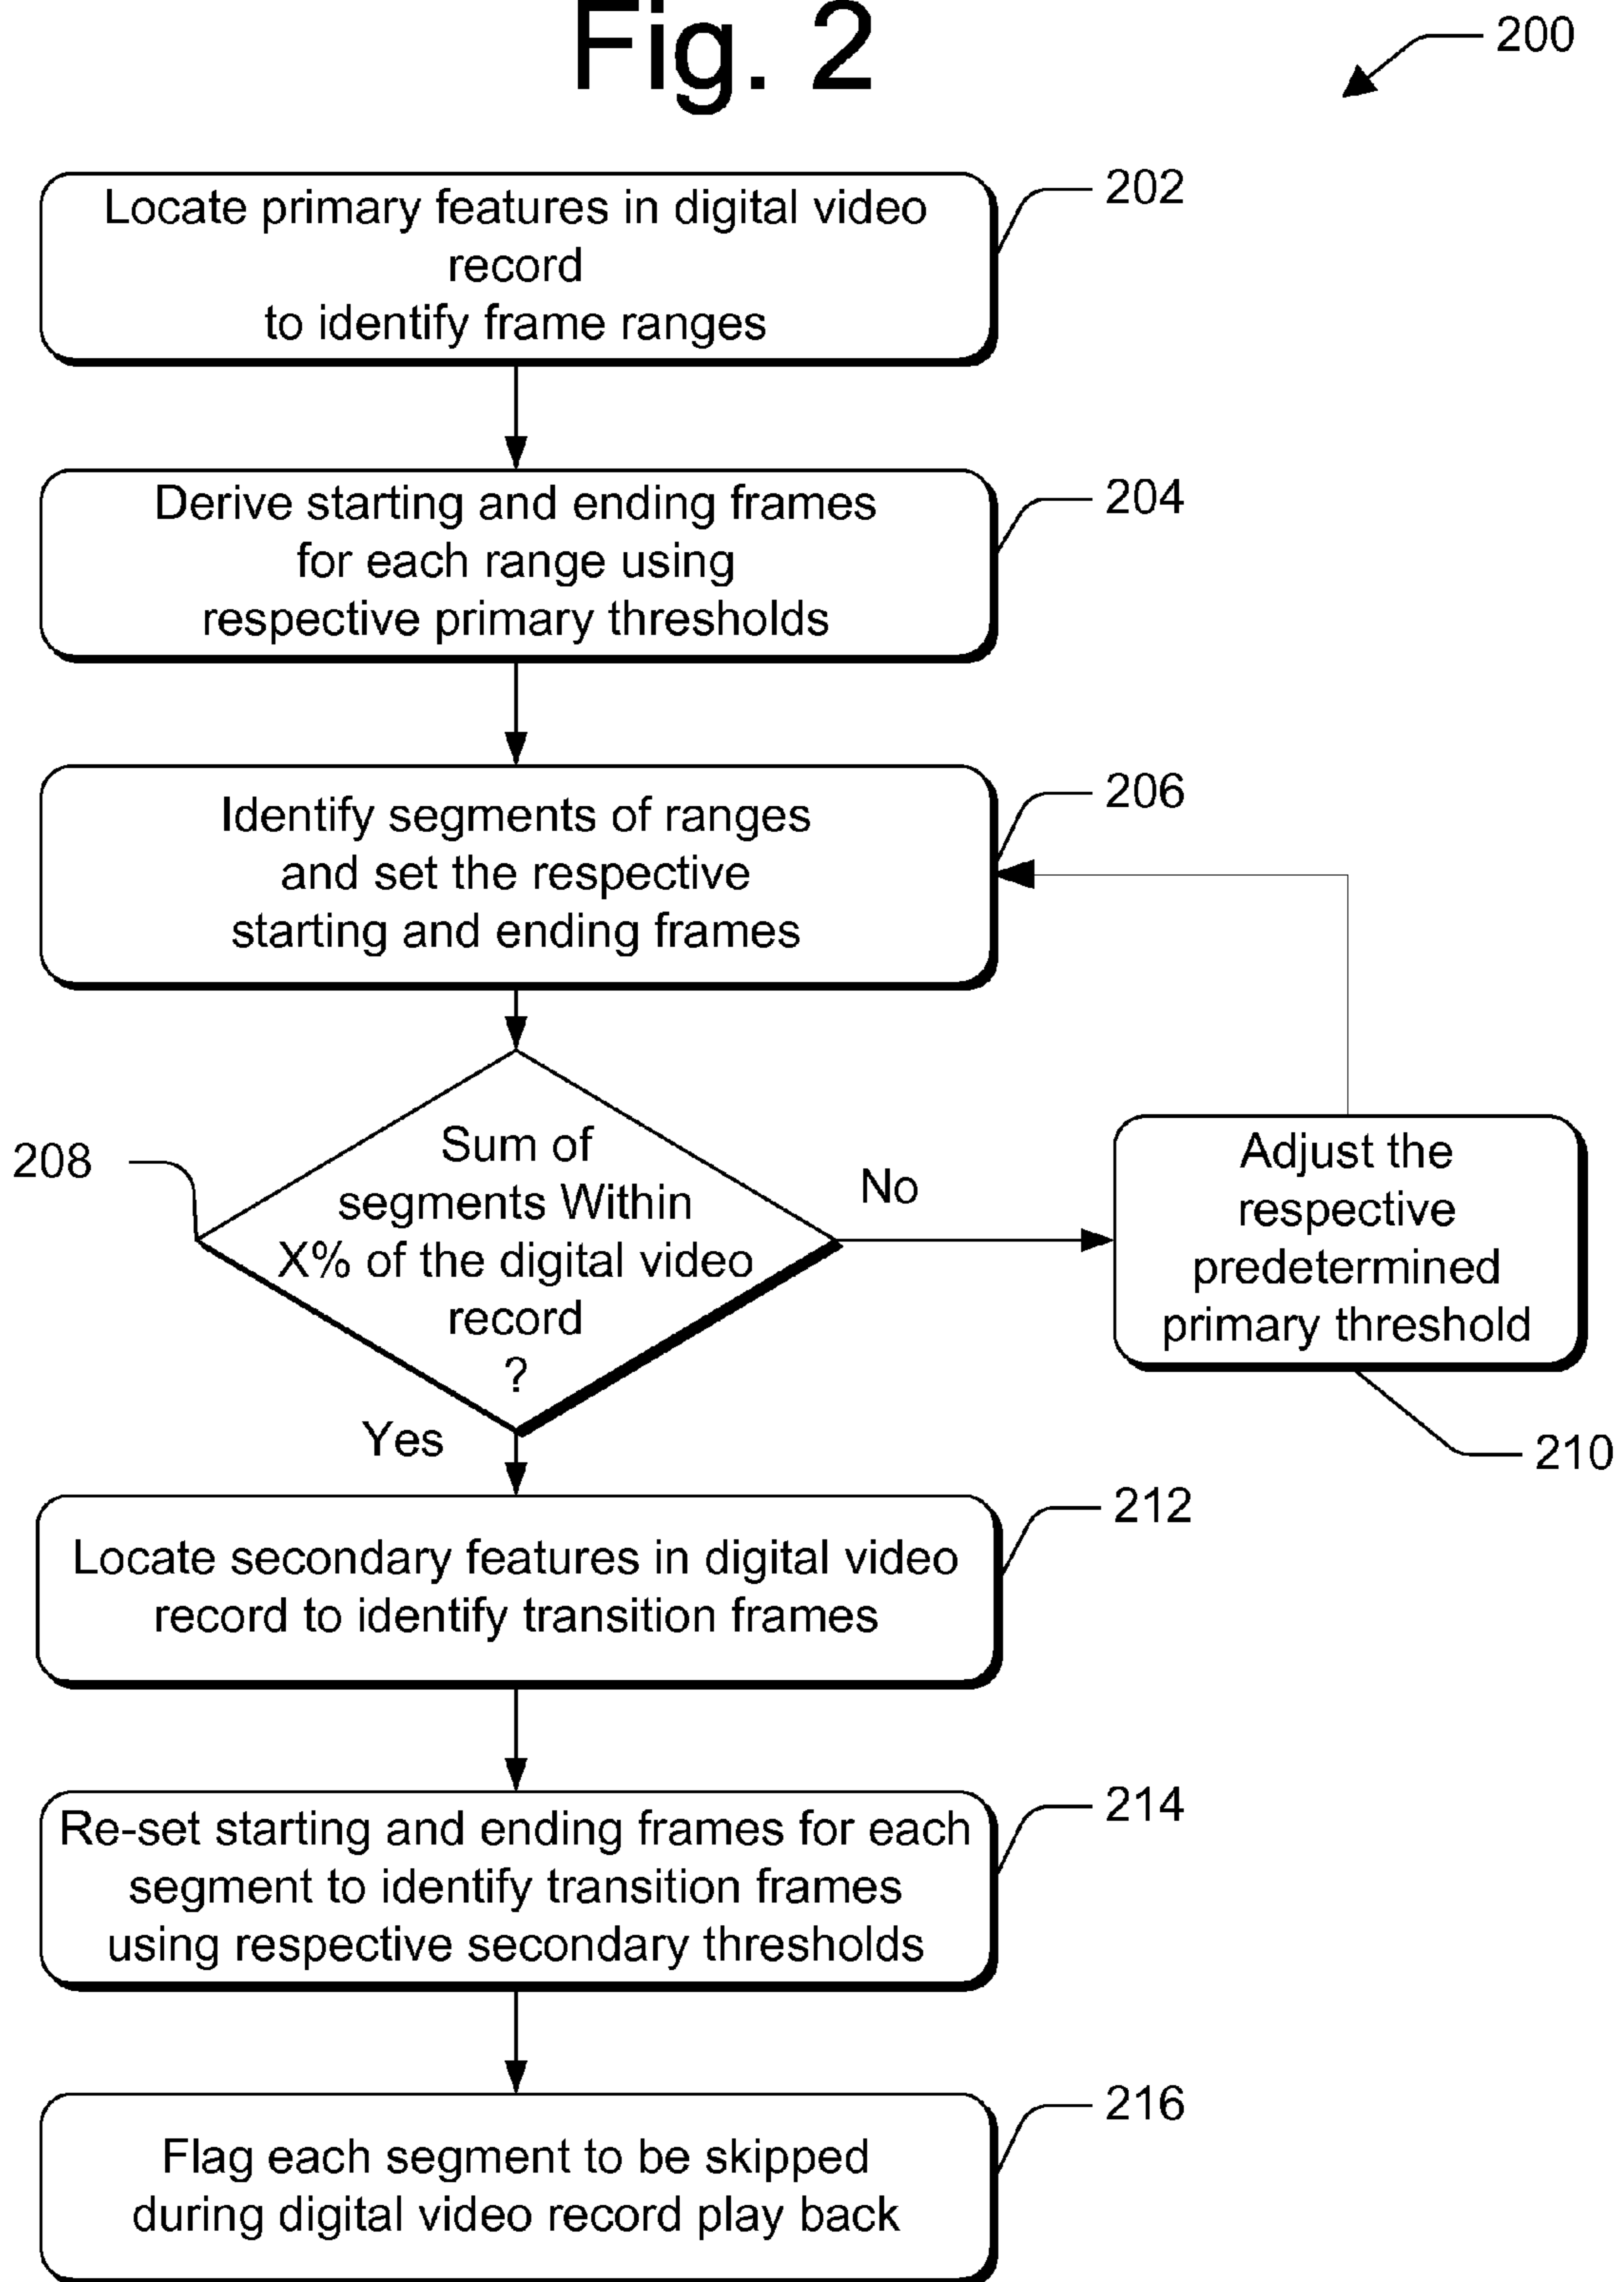 Fig. 2
200
Locate primary features in digital video
record
to identify frame ranges
202
Derive starting and ending frames
for each range using
respective primary thresholds
204
Identify segments of ranges
and set the respective
starting and ending frames
206
208
Sum of
segments Within
X% of the digital video
record
?
No
Adjust the
respective
predetermined
primary threshold
210
Yes
Locate secondary features in digital video
record to identify transition frames
212
Re-set starting and ending frames for each
segment to identify transition frames
using respective secondary thresholds
214
Flag each segment to be skipped
during digital video record play back
216